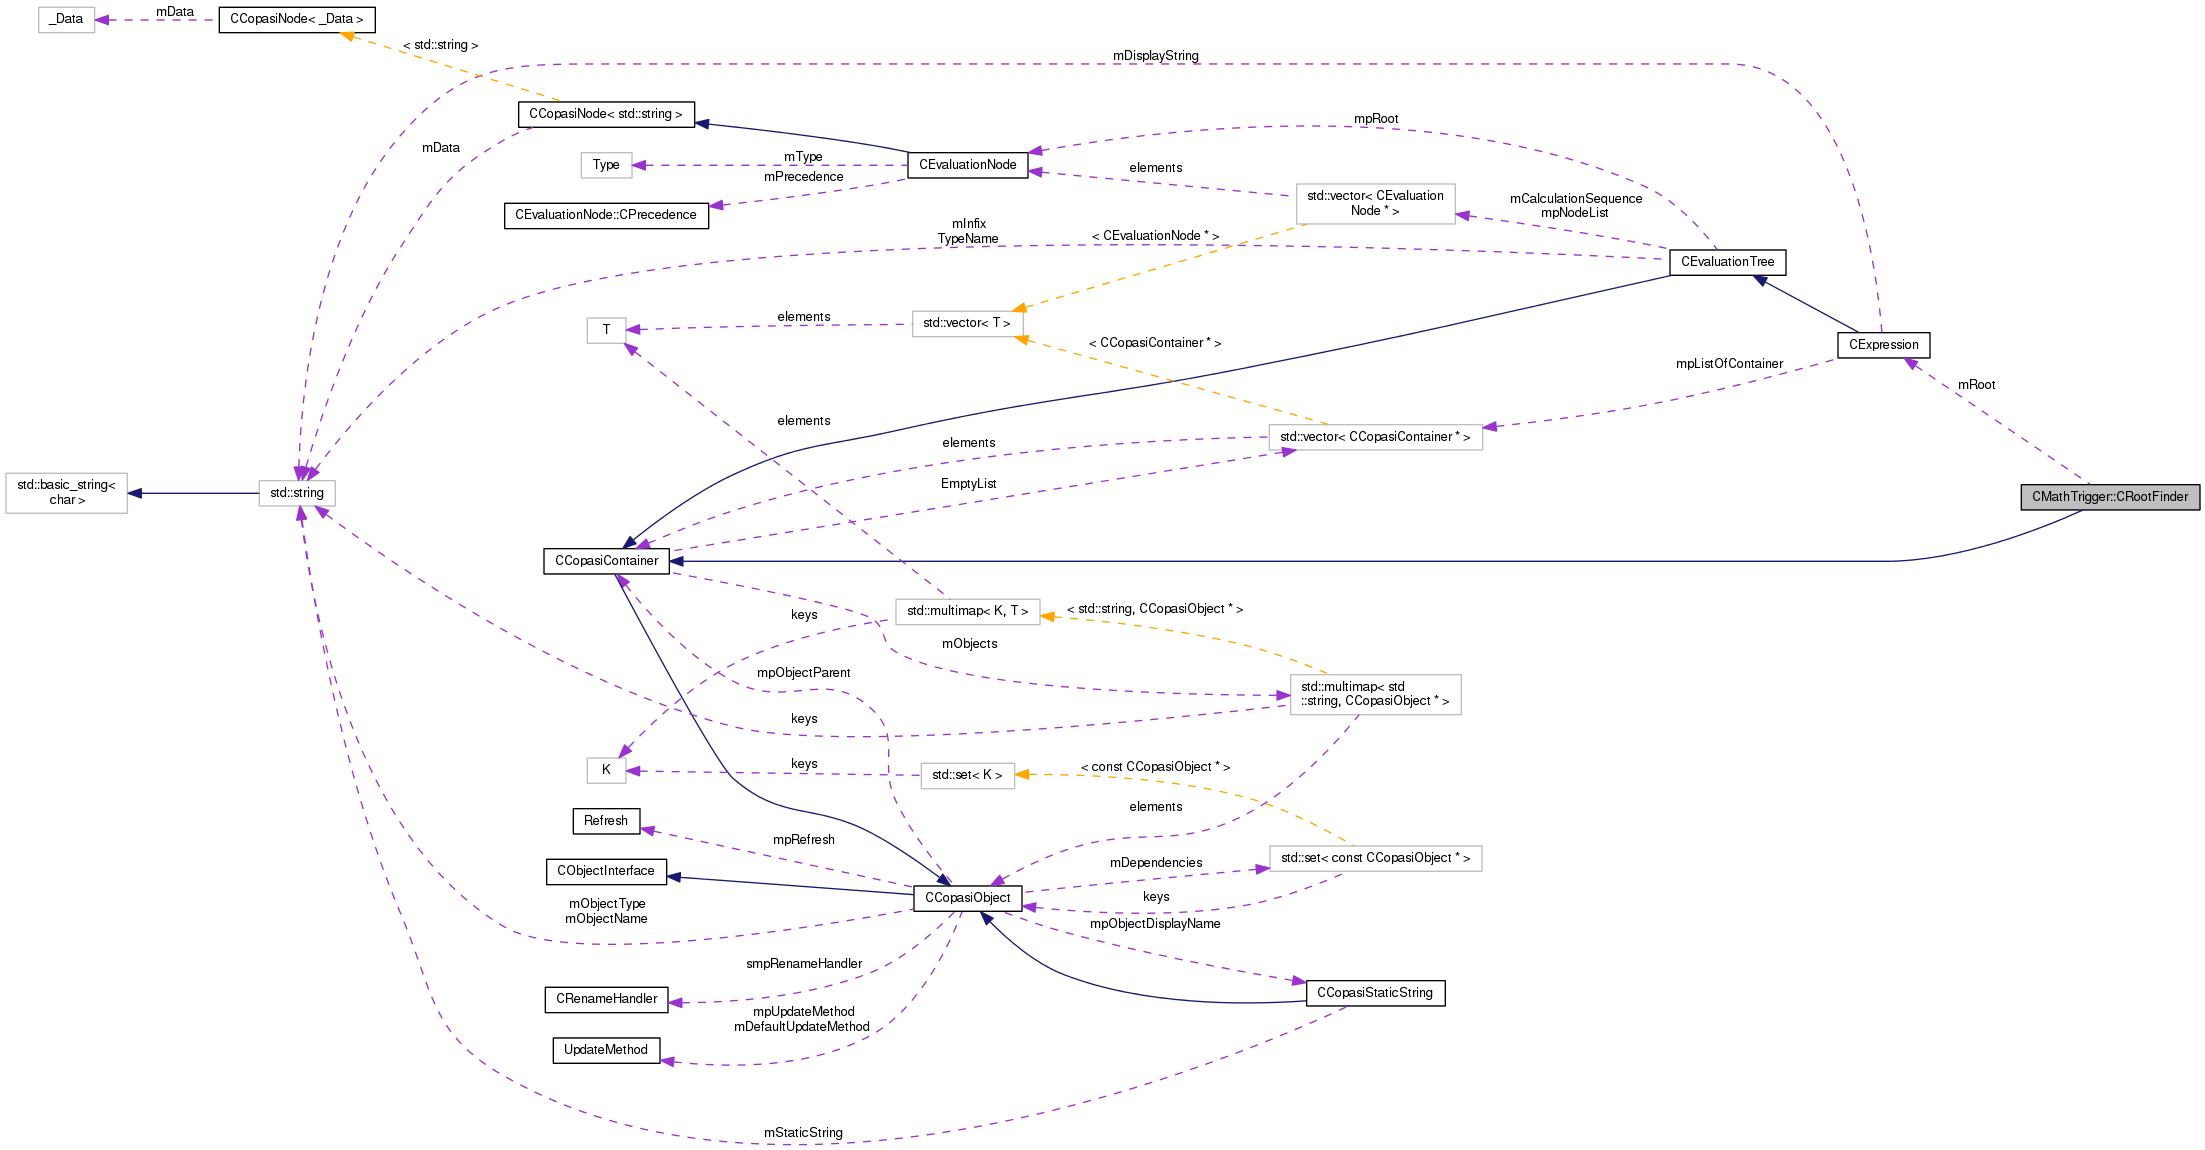 _Data
mData
CCopasiNode< _Data >
< std::string >
mDisplayString
CCopasiNode< std::string >
mpRoot
mData
mType
Type
CEvaluationNode
elements
mPrecedence
std::vector< CEvaluation
Node * >
mCalculationSequence
mpNodeList
CEvaluationNode::CPrecedence
mInfix
TypeName
< CEvaluationNode * >
CEvaluationTree
elements
T
std::vector< T >
< CCopasiContainer * >
CExpression
mpListOfContainer
mRoot
elements
elements
std::vector< CCopasiContainer * >
EmptyList
std::basic_string<
char >
std::string
CMathTrigger::CRootFinder
CCopasiContainer
keys
std::multimap< K, T >
< std::string, CCopasiObject * >
mObjects
mpObjectParent
std::multimap< std
::string, CCopasiObject * >
keys
keys
K
std::set< K >
< const CCopasiObject * >
elements
Refresh
mpRefresh
std::set< const CCopasiObject * >
mDependencies
CObjectInterface
CCopasiObject
keys
mObjectType
mObjectName
mpObjectDisplayName
smpRenameHandler
CRenameHandler
CCopasiStaticString
mpUpdateMethod
mDefaultUpdateMethod
UpdateMethod
mStaticString